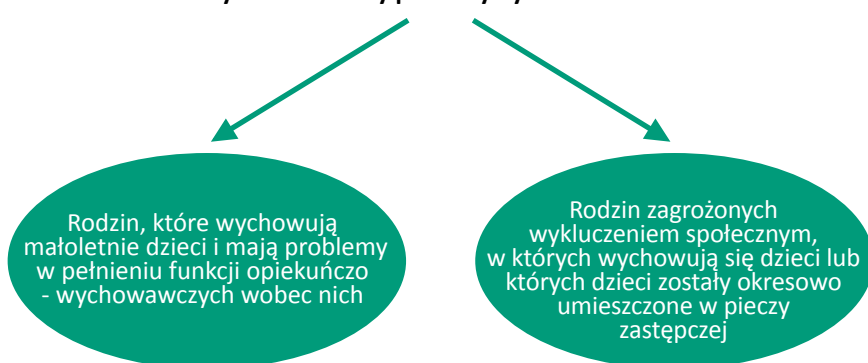 Rodzin, które wychowują
małoletnie dzieci i mają problemy
w pełnieniu funkcji opiekuńczo
- wychowawczych wobec nich
Rodzin zagrożonych
wykluczeniem społecznym,
w których wychowują się dzieci lub
których dzieci zostały okresowo
umieszczone w pieczy
zastępczej